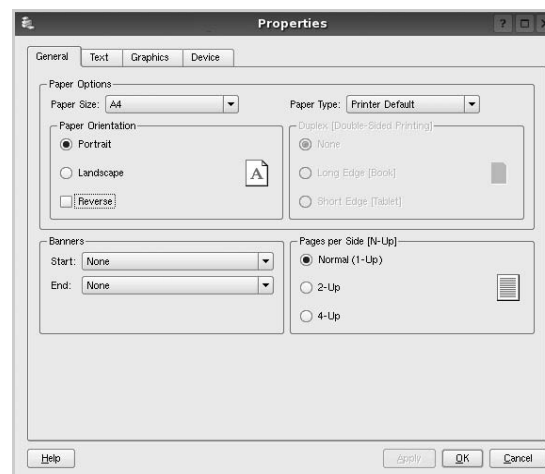 Properties
General Text Graphics Device
Paper Options
Paper Size: A4 Paper Type: Printer Default
Paper Orientation Duplex [Double-Sided Printing]
Portrait None
Landscape A Long Edge [Book]
Reverse Short Edge [Tablet]
Banners Pages per Side [N-Up]
Start: None Normal (1-Up)
End: None 2-Up
4-Up
Help Apply OK Cancel